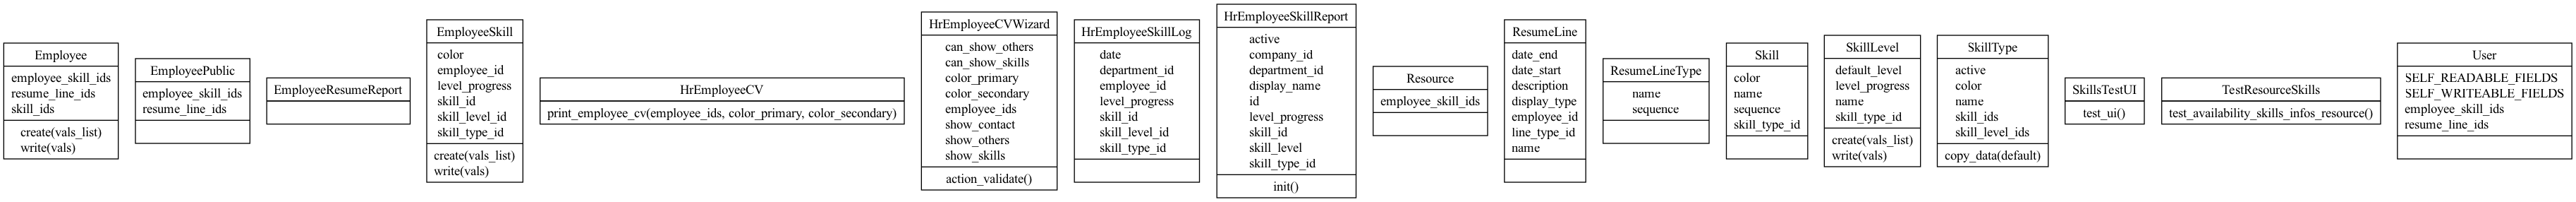 Employee
employee_skill_ids
resume_line_ids
skill_ids
create(vals_list)
write(vals)
EmployeePublic
employee_skill_ids
resume_line_ids
EmployeeResumeReport
EmployeeSkill
color
employee_id
level_progress
skill_id
skill_level_id
skill_type_id
create(vals_list)
write(vals)
HrEmployeeCV
print_employee_cv(employee_ids, color_primary, color_secondary)
HrEmployeeCVWizard
can_show_others
can_show_skills
color_primary
color_secondary
employee_ids
show_contact
show_others
show_skills
action_validate()
HrEmployeeSkillLog
date
department_id
employee_id
level_progress
skill_id
skill_level_id
skill_type_id
HrEmployeeSkillReport
active
company_id
department_id
display_name
id
level_progress
skill_id
skill_level
skill_type_id
init()
Resource
employee_skill_ids
ResumeLine
date_end
date_start
description
display_type
employee_id
line_type_id
name
ResumeLineType
name
sequence
Skill
color
name
sequence
skill_type_id
SkillLevel
default_level
level_progress
name
skill_type_id
create(vals_list)
write(vals)
SkillType
active
color
name
skill_ids
skill_level_ids
copy_data(default)
SkillsTestUI
test_ui()
TestResourceSkills
test_availability_skills_infos_resource()
User
SELF_READABLE_FIELDS
SELF_WRITEABLE_FIELDS
employee_skill_ids
resume_line_ids